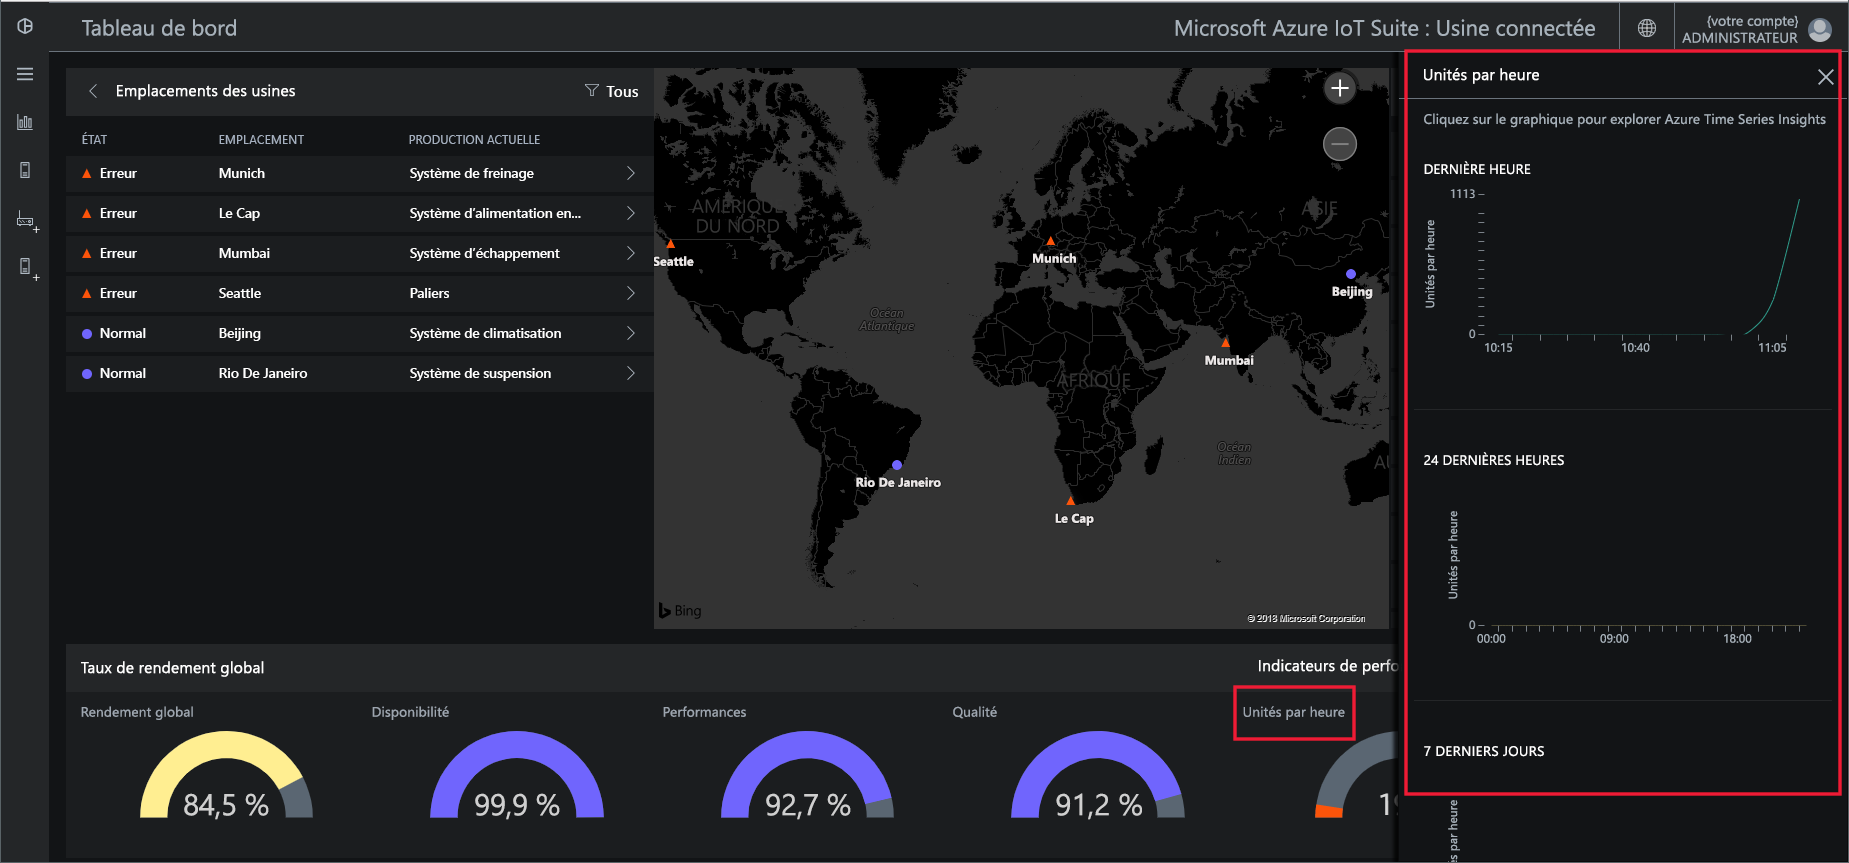 Tableau de bord
Microsoft Azure IoT Suite : Usine connectée
{votre compte}
ADMINISTRATEUR
Emplacements des usines
Tous
ÉTAT EMPLACEMENT PRODUCTION ACTUELLE
Erreur Munich Système de freinage
Erreur Le Cap Système d'alimentation en...
Erreur Mumbai Système d'échappement
Erreur Seattle Paliers
Normal Beijing Système de climatisation
Normal Rio De Janeiro Système de suspension
AMÉRIQUE
DU NORD
ASIE
Seattle
Munich
Beijing
Océan
Atlantique
Mumbai
AFRIQUE
Océan
Indien
AU
Rio De Janeiro
Le Cap
Bing
© 2018 Microsoft Corporation
Taux de rendement global
Indicateurs de perfo
Rendement global
84,5 %
Disponibilité
99,9 %
Performances
92,7 %
Qualité
91,2 %
Unités par heure
Unités par heure
Cliquez sur le graphique pour explorer Azure Time Series Insights
DERNIÈRE HEURE
1113
Unités par heure
0
10:15 10:40 11:05
24 DERNIÈRES HEURES
Unités par heure
0
00:00 09:00 18:00
7 DERNIERS JOURS
és par heure